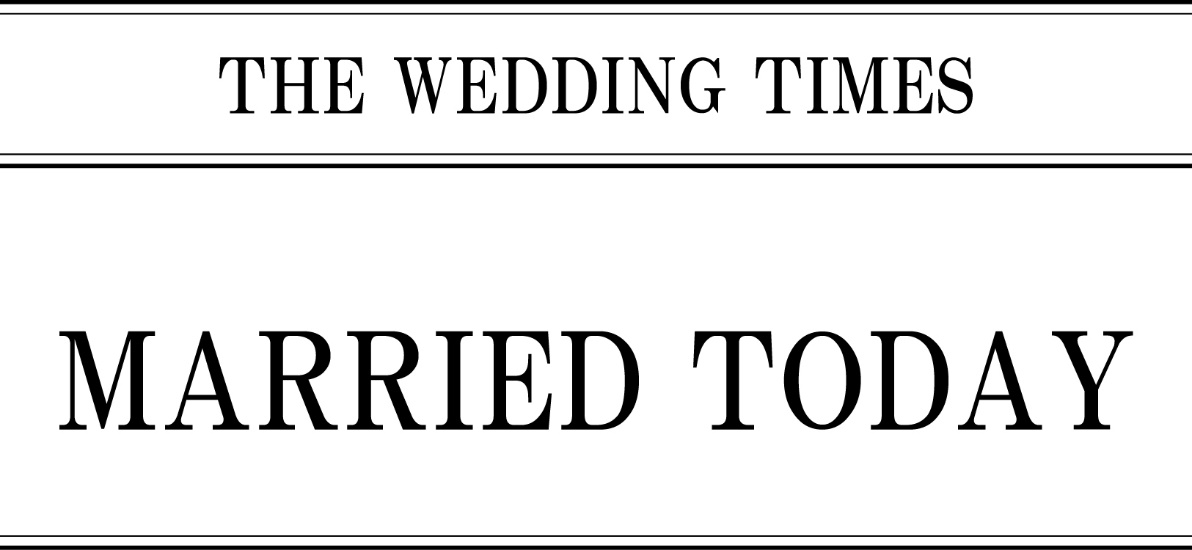 THE WEDDING TIMES
MARRIED TODAY